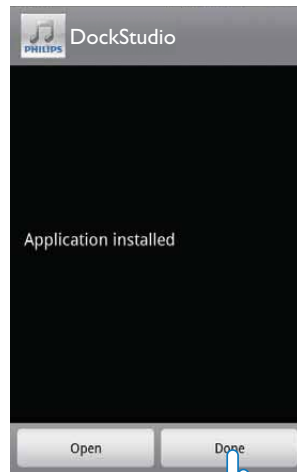 PHILIPS
DockStudio
Application installed
Open
Done